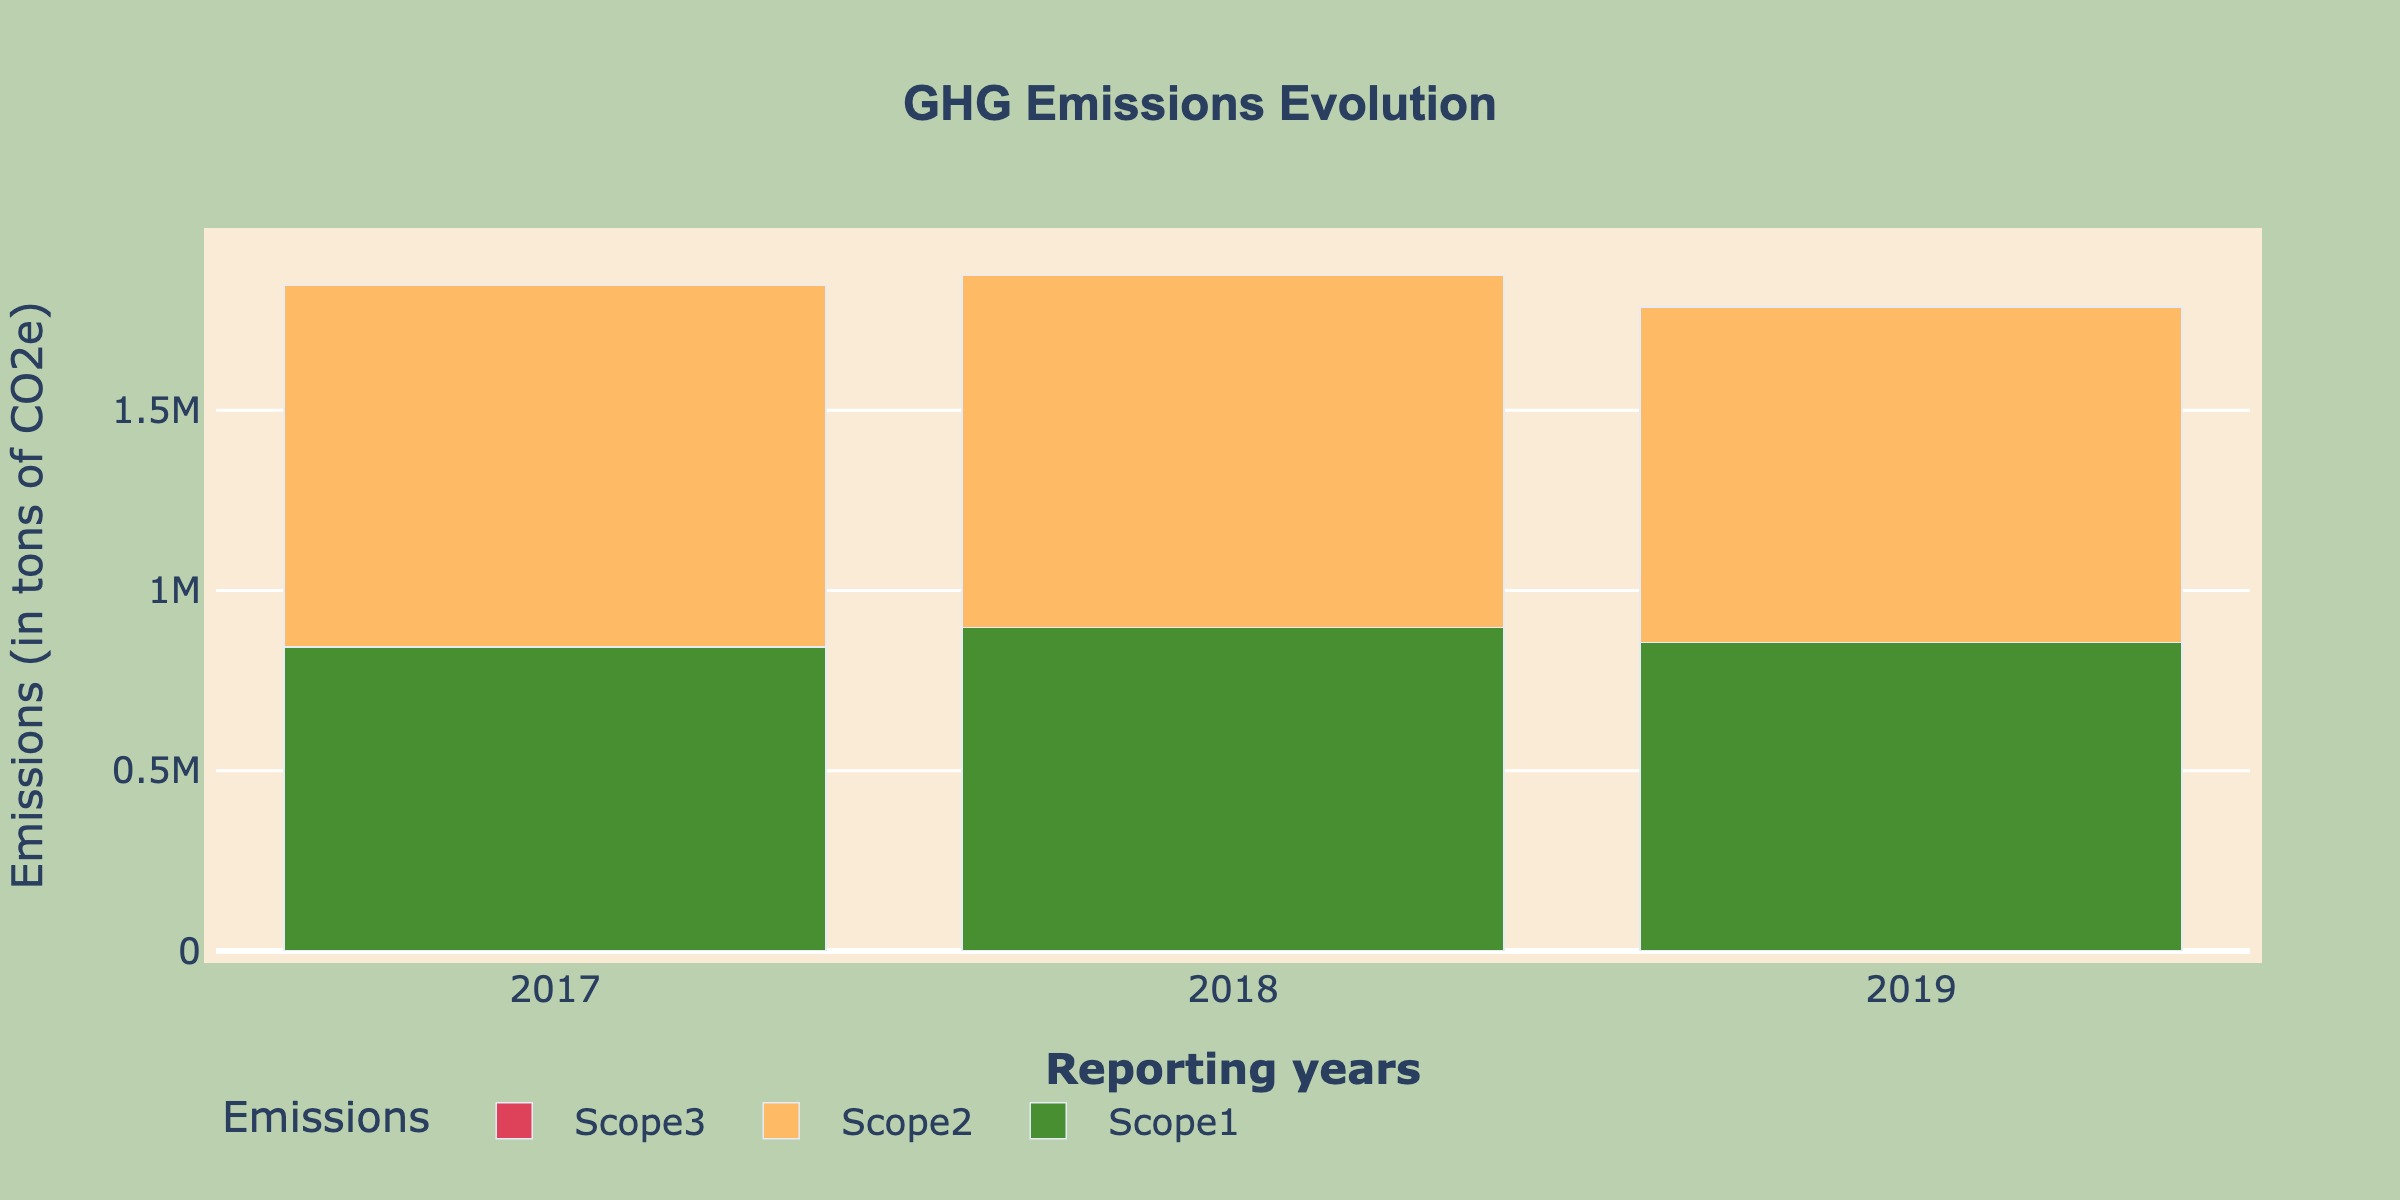 GHG Emissions Evolution
Emissions (in tons of CO2e)
1.5M
1M
0.5M
0
2017 2018 2019
Reporting years
Emissions Scope3 Scope2 Scope1